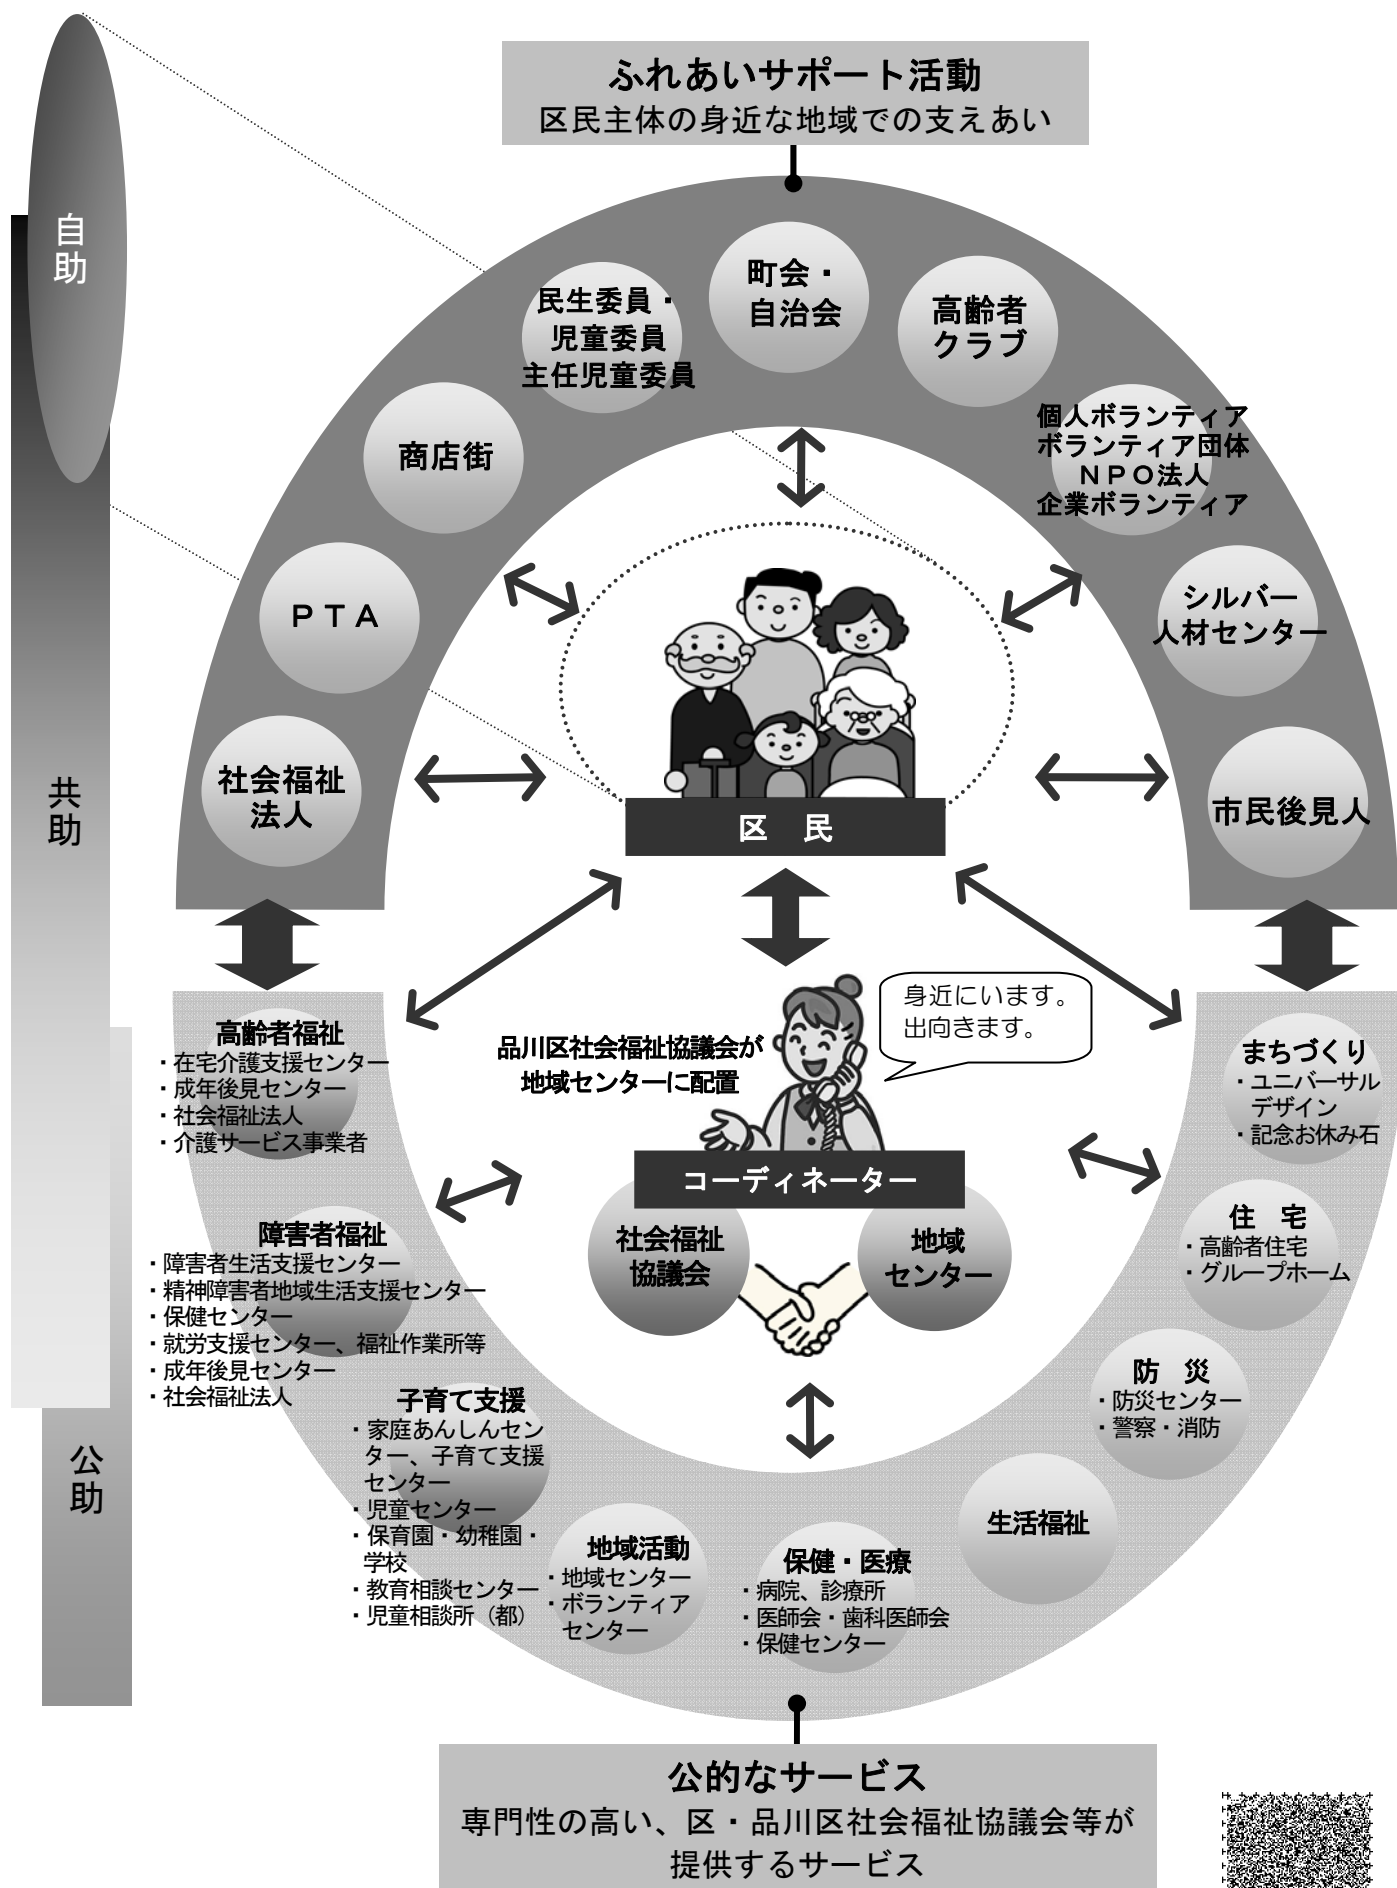 ふれあいサポート活動
区民主体の身近な地域での支えあい
自助
共助
公助
町会・
自治会
民生委員・
児童委員
主任児童委員
高齢者
クラブ
商店街
個人ボランティア
ボランティア団体
ＮＰＯ法人
企業ボランティア
ＰＴＡ
シルバー
人材センター
社会福祉
法人
市民後見人
区　民
身近にいます。
出向きます。
品川区社会福祉協議会が
地域センターに配置
コーディネーター
社会福祉
協議会
地域
センター
高齢者福祉
・在宅介護支援センター
・成年後見センター
・社会福祉法人
・介護サービス事業者
障害者福祉
・障害者生活支援センター
・精神障害者地域生活支援センター
・保健センター
・就労支援センター、福祉作業所等
・成年後見センター
・社会福祉法人
子育て支援
・家庭あんしんセン
ター、子育て支援
センター
・児童センター
・保育園・幼稚園・
学校
・教育相談センター
・児童相談所（都）
地域活動
・地域センター
・ボランティア
センター
保健・医療
・病院、診療所
・医師会・歯科医師会
・保健センター
生活福祉
防　災
・防災センター
・警察・消防
住　宅
・高齢者住宅
・グループホーム
まちづくり
・ユニバーサル
デザイン
・記念お休み石
公的なサービス
専門性の高い、区・品川区社会福祉協議会等が
提供するサービス